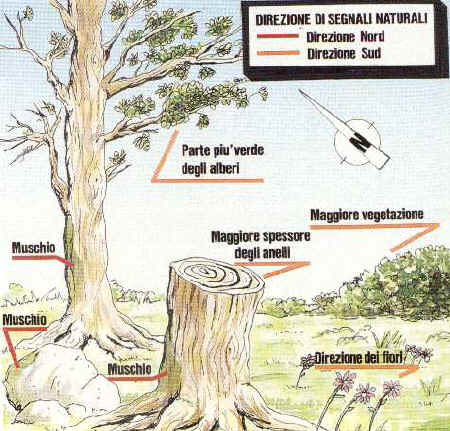 DIREZIONE DI SEGNALI NATURALI
Direzione Nord
Direzione Sud
N
Parte piu' verde
degli alberi
Maggiore vegetazione
Maggiore spessore
degli anelli
Muschio
Muschio
Muschio
Direzione dei fiori